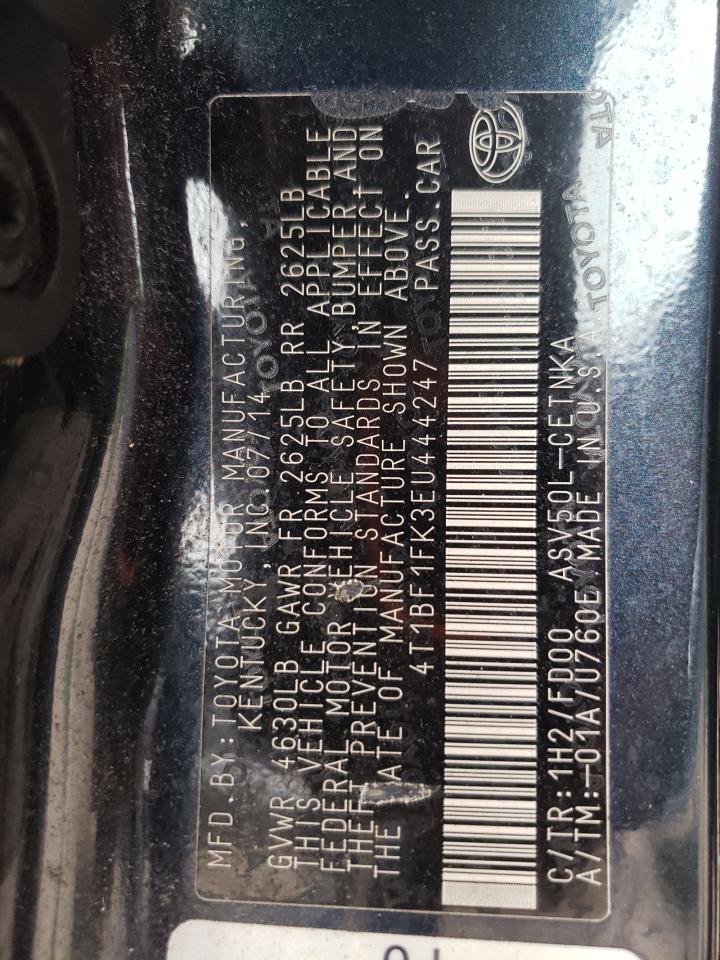 MFD. BY: TOYOTA MOTOR MANUFACTURING,
KENTUCKY, INC. 07/14
GVWR 4630LB GAWR FR 2625LB RR 2625LB
THIS VEHICLE CONFORMS TO ALL APPLICABLE
FEDERAL MOTOR VEHICLE SAFETY, BUMPER, AND
THEFT PREVENTION STANDARDS IN EFFECT ON
THE DATE OF MANUFACTURE SHOWN ABOVE.
4T1BF1FK3EU444247 PASS.CAR
C/TR: 1H2/FD00 ASV50L-CETNKA
A/TM:-01A/U760E MADE IN U.S.A
TOYOTA